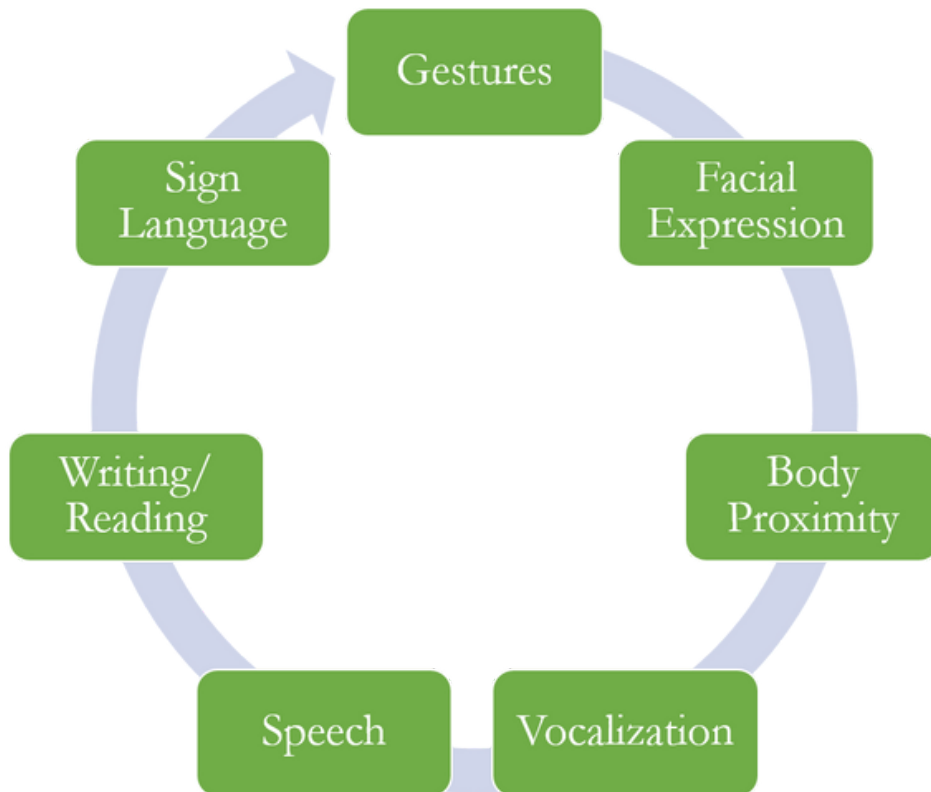 Gestures
Facial
Expression
Body
Proximity
Vocalization
Speech
Writing/
Reading
Sign
Language